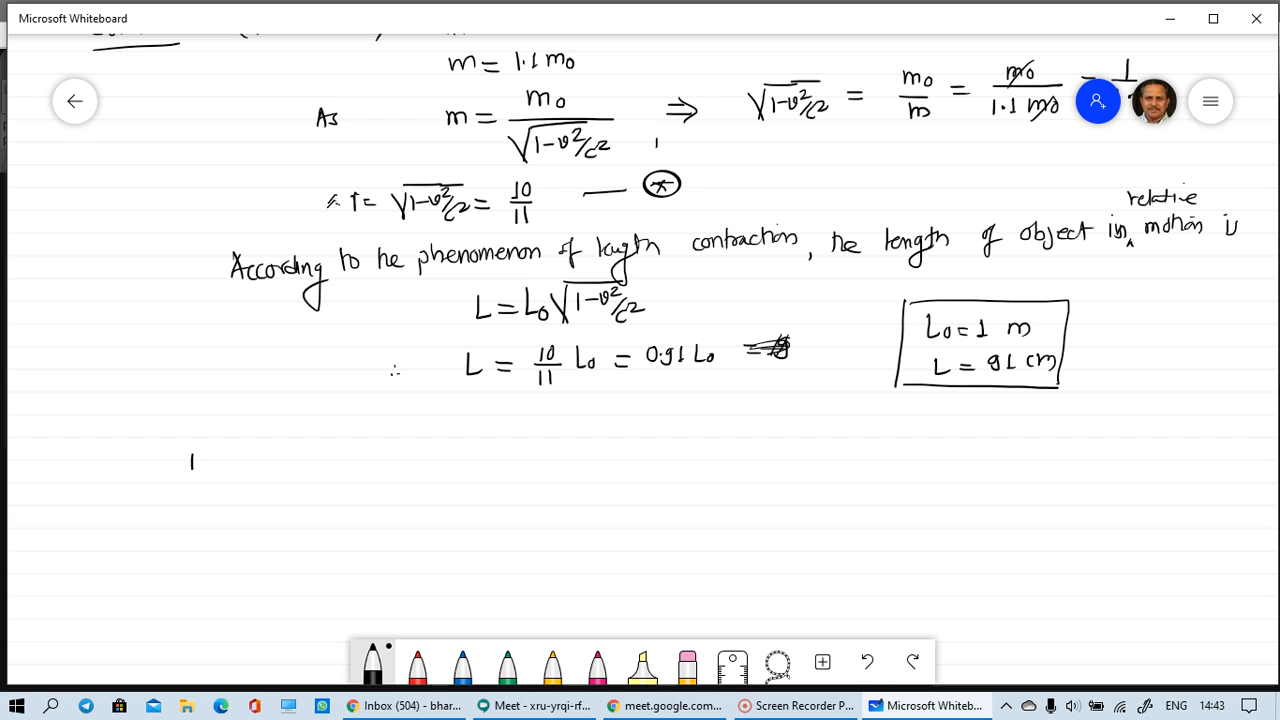 Microsoft Whiteboard
m = 1.1 m₀
As m = m₀/√(1-v²/c²) ⇒ √(1-v²/c²) = m₀/m = m₀/1.1 m₀ = 1/
√(1-v²/c²) = 10/11 — ⊛
relative
According to the phenomenon of length contraction, the length of object in‸ motion is
L = L₀√(1-v²/c²)
L₀ = 1 m
∴ L = 10/11 L₀ = 0.91 L₀
L = 91 cm
Inbox (504) - bhar...
Meet - xru-yrqi-rf...
meet.google.com...
Screen Recorder P...
Microsoft Whiteb...
ENG
14:43